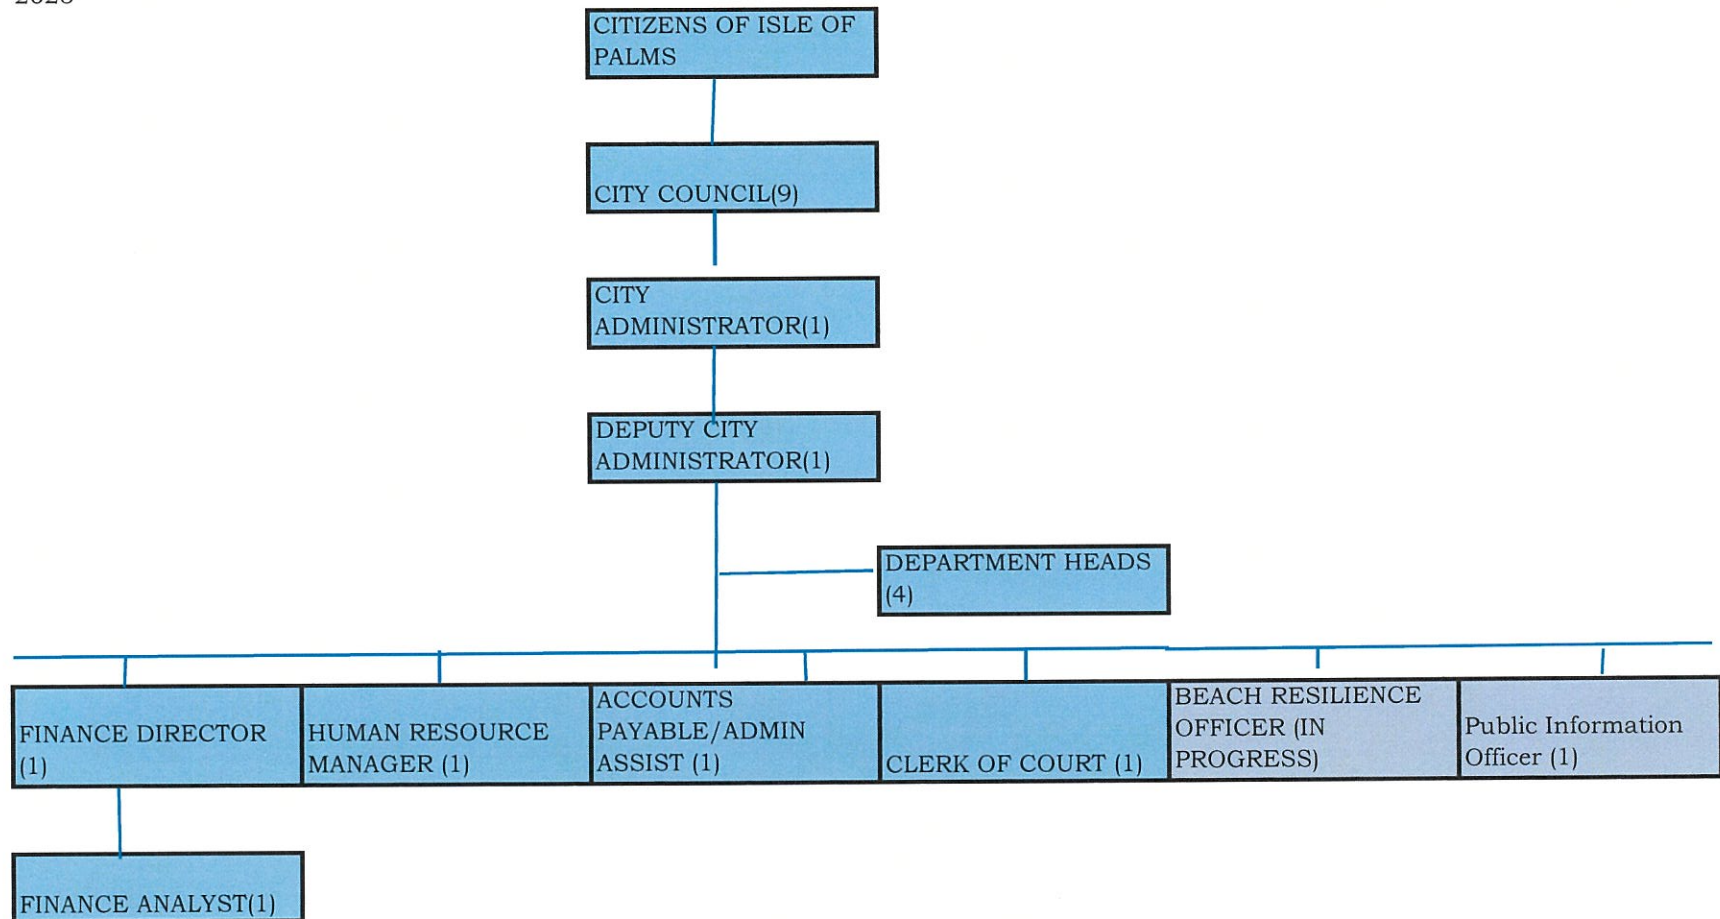 CITIZENS OF ISLE OF
PALMS
CITY COUNCIL(9)
CITY
ADMINISTRATOR(1)
DEPUTY CITY
ADMINISTRATOR(1)
DEPARTMENT HEADS
(4)
FINANCE DIRECTOR
(1)
HUMAN RESOURCE
MANAGER (1)
ACCOUNTS
PAYABLE/ADMIN
ASSIST (1)
CLERK OF COURT (1)
BEACH RESILIENCE
OFFICER (IN
PROGRESS)
Public Information
Officer (1)
FINANCE ANALYST(1)